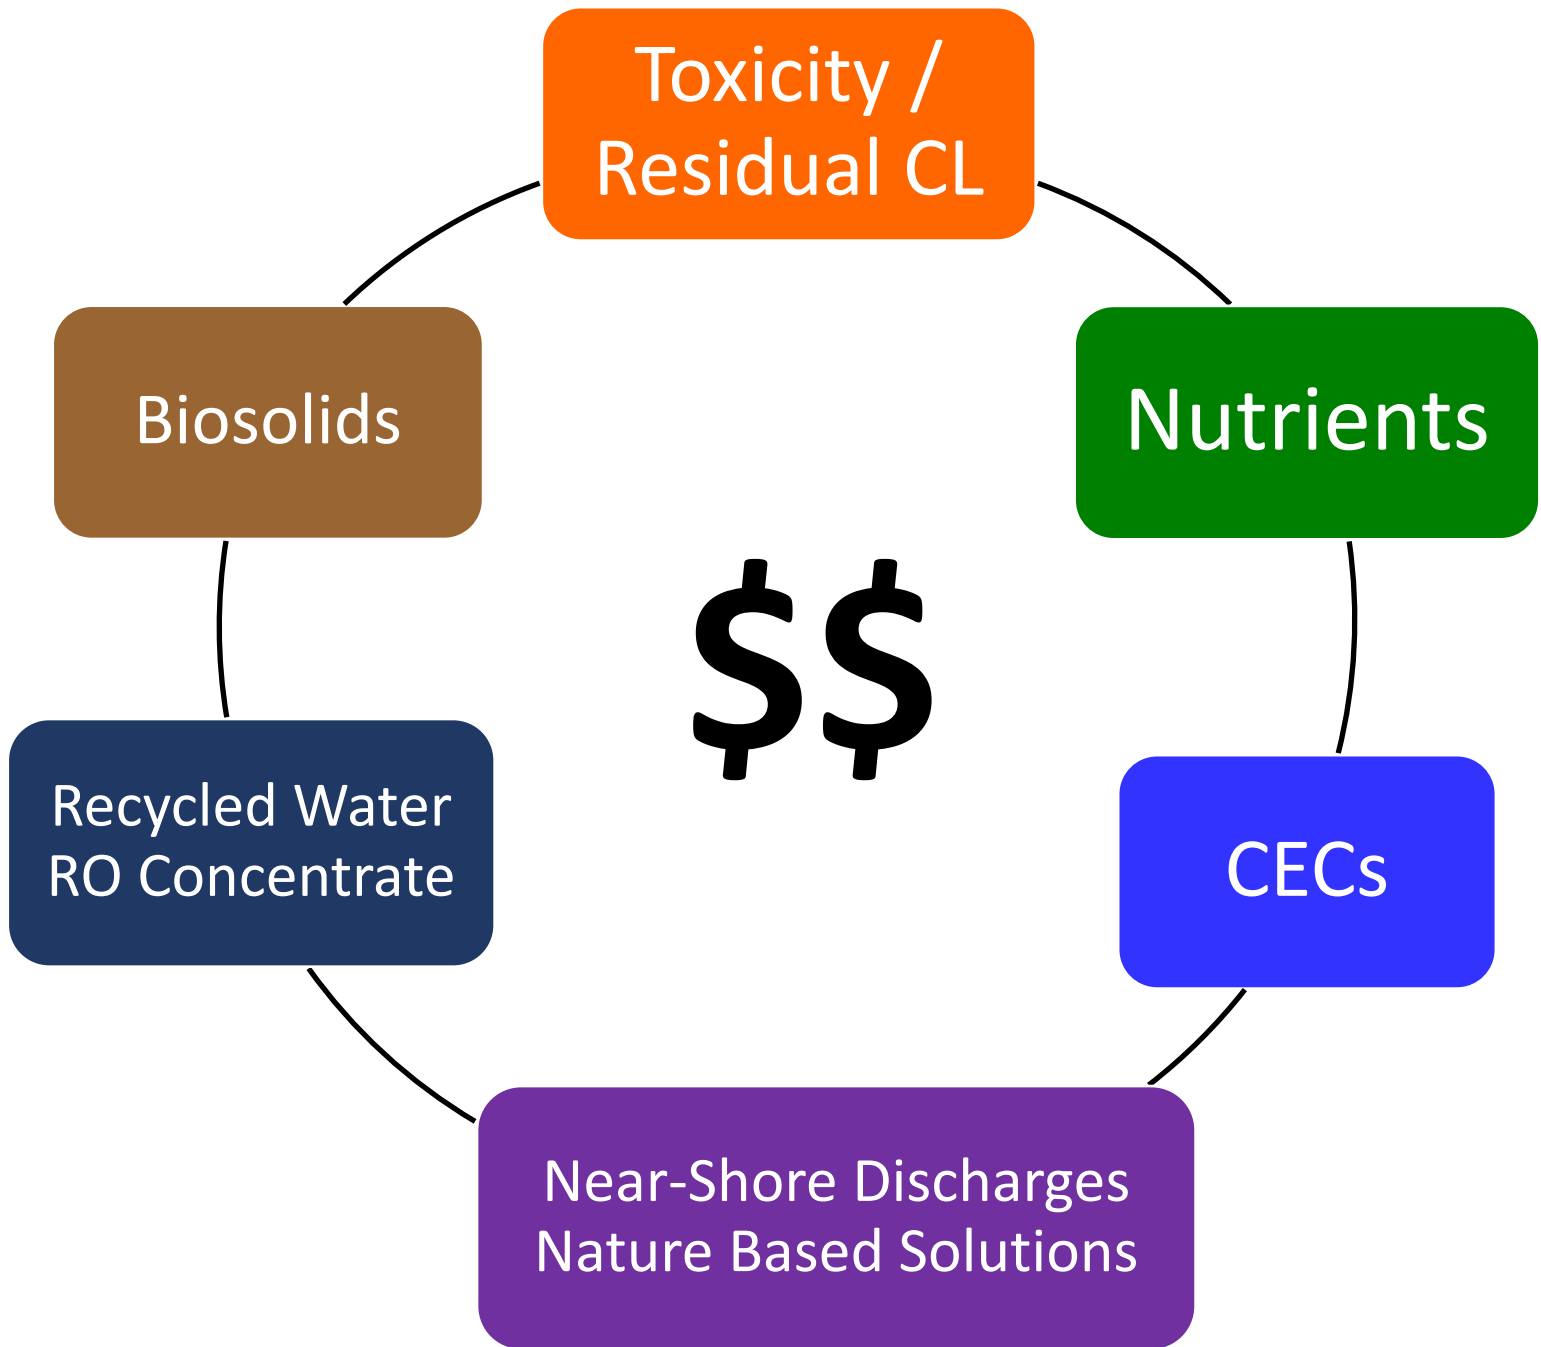 Toxicity /
Residual CL
Nutrients
CECs
Near-Shore Discharges
Nature Based Solutions
Recycled Water
RO Concentrate
Biosolids
$$